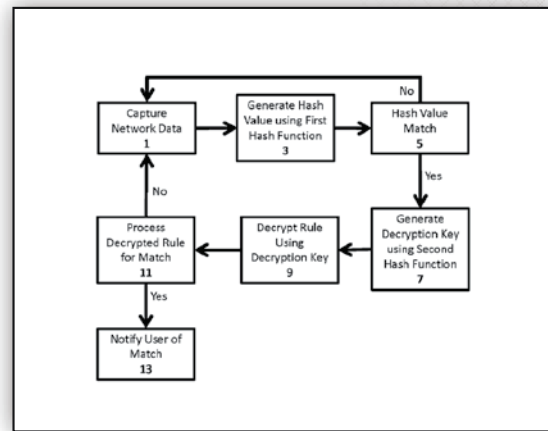 No
Capture
Network Data
1
Generate Hash
Value using First
Hash Function
3
Hash Value
Match
5
No
Yes
Process
Decrypted Rule
for Match
11
Decrypt Rule
Using
Decryption Key
9
Generate
Decryption Key
using Second
Hash Function
7
Yes
Notify User of
Match
13